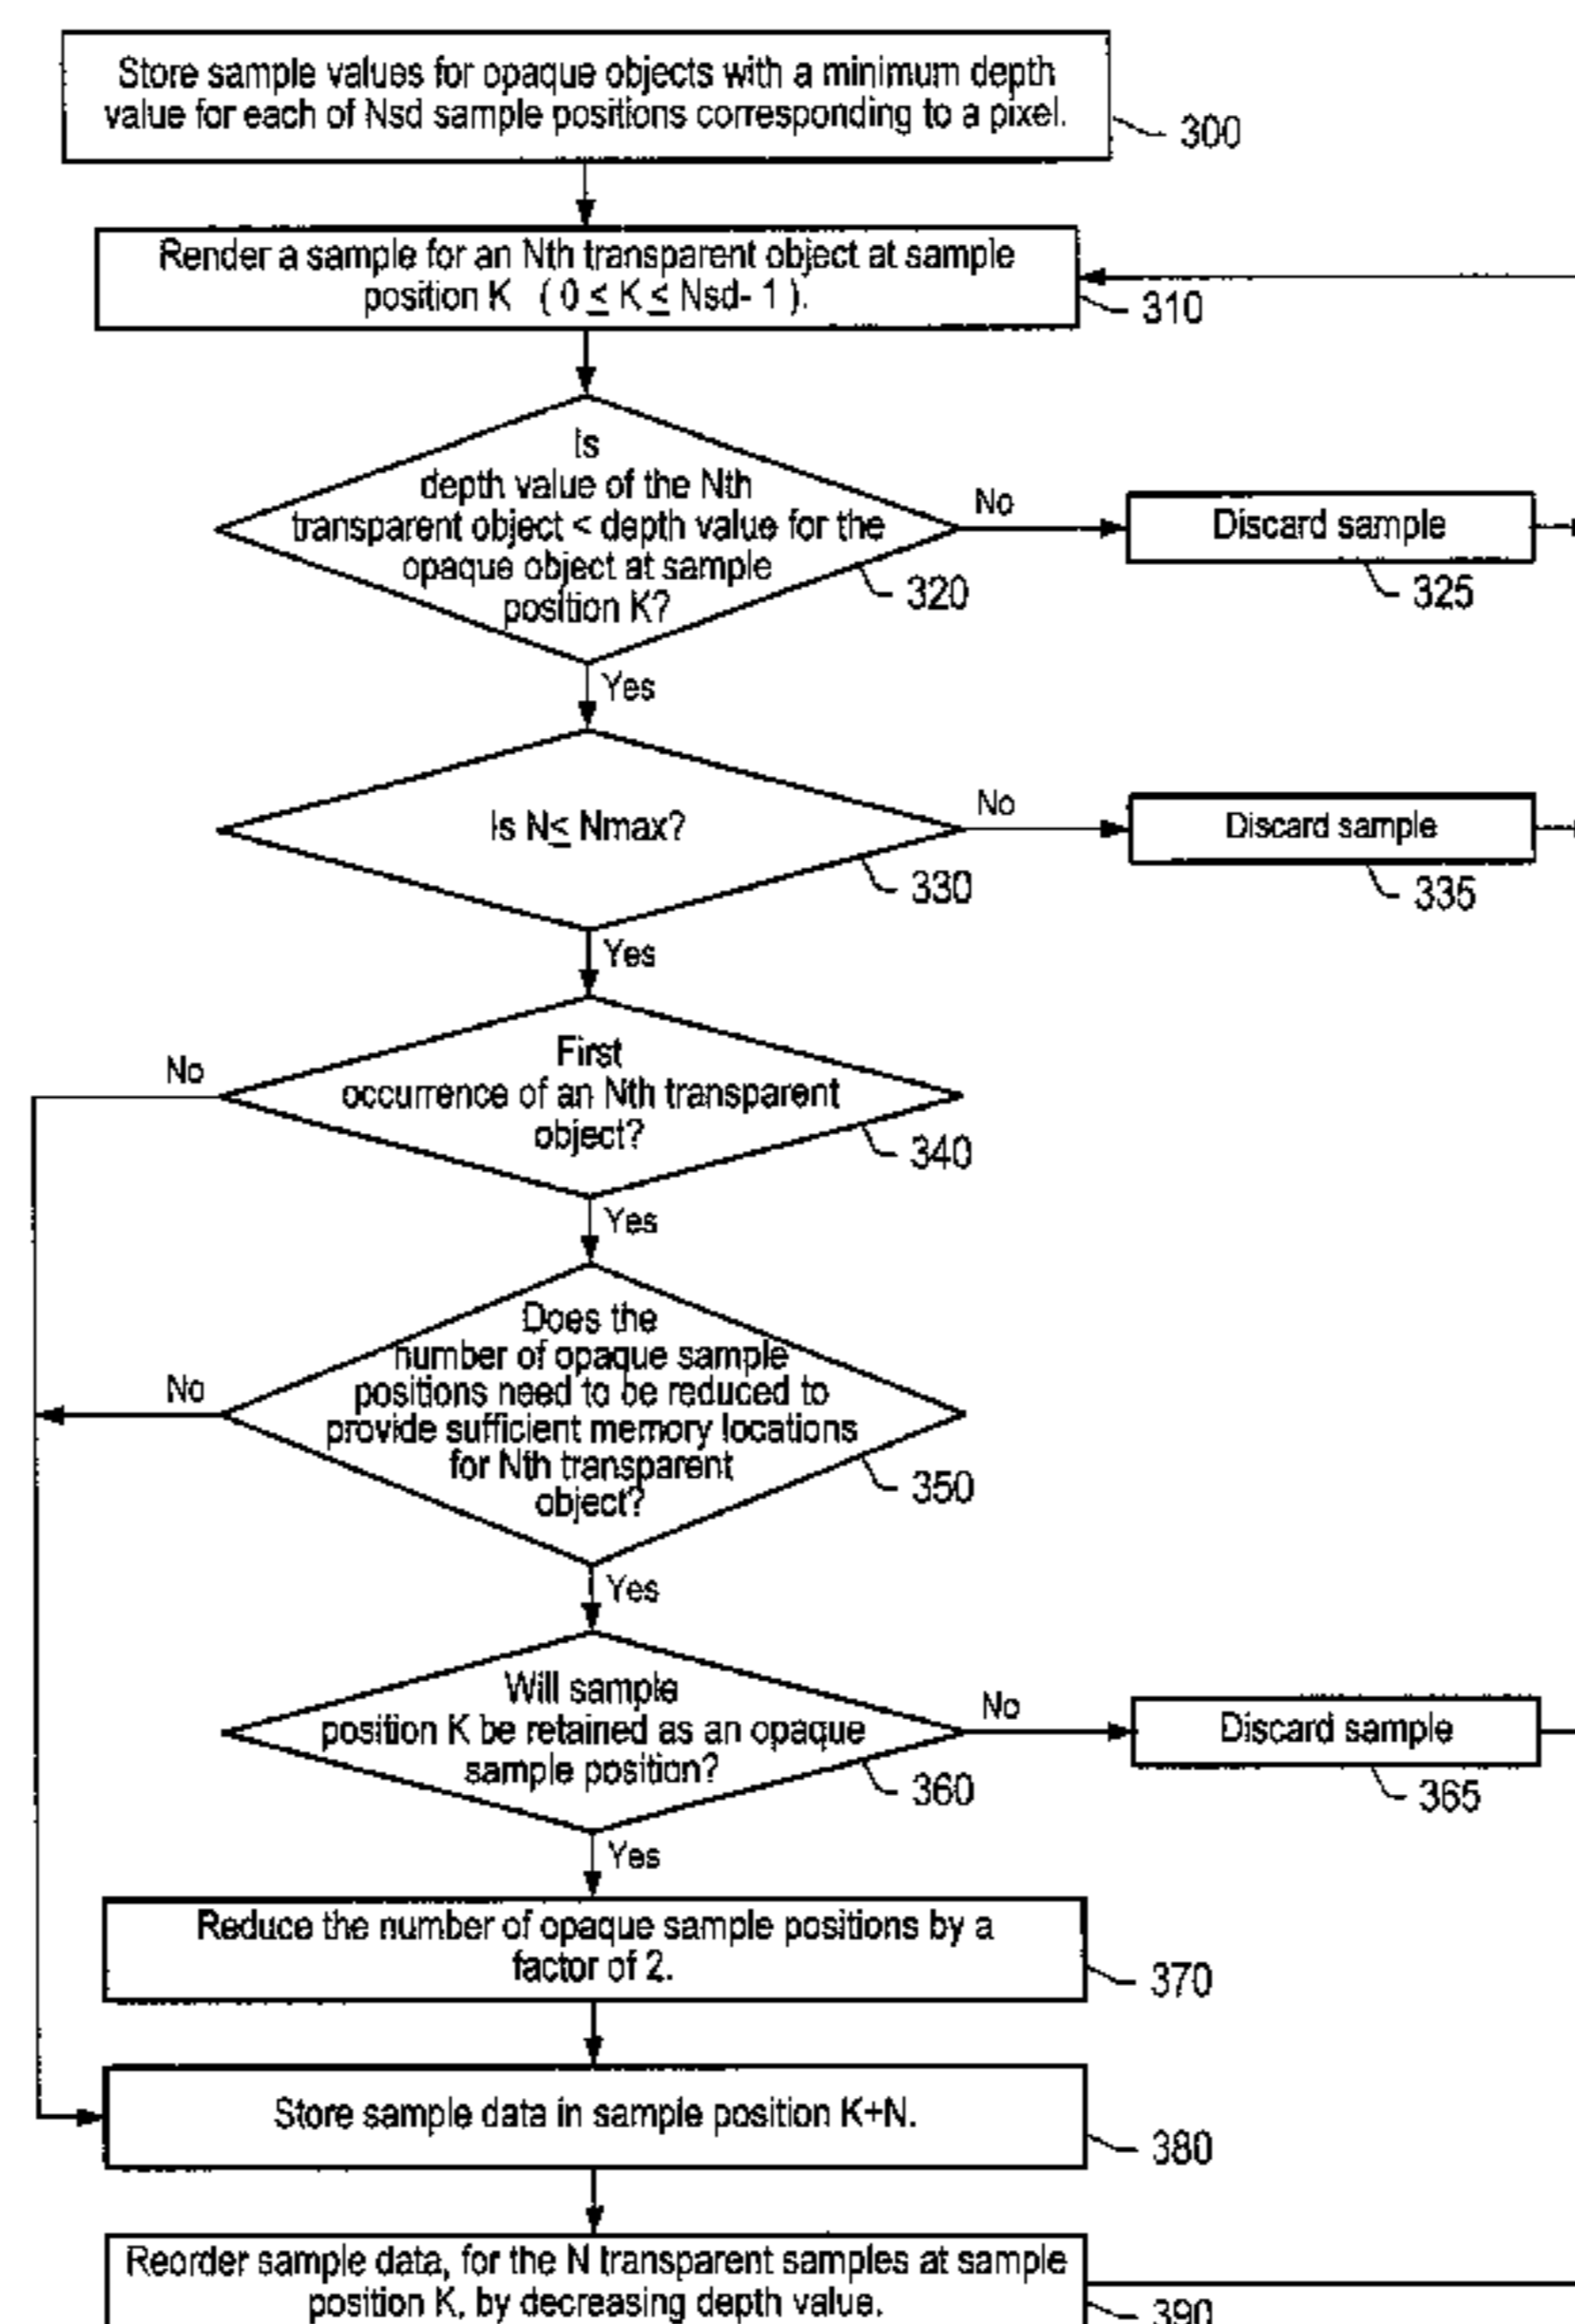 Store sample values for opaque objects with a minimum depth
value for each of Nsd sample positions corresponding to a pixel.
300
Render a sample for an Nth transparent object at sample
position K ( 0 ≤ K ≤ Nsd- 1 ).
310
Is
depth value of the Nth
transparent object < depth value for the
opaque object at sample
position K?
320
No
Discard sample
325
Yes
Is N≤ Nmax?
330
No
Discard sample
335
Yes
First
occurrence of an Nth transparent
object?
340
No
Yes
Does the
number of opaque sample
positions need to be reduced to
provide sufficient memory locations
for Nth transparent
object?
350
No
Yes
Will sample
position K be retained as an opaque
sample position?
360
No
Discard sample
365
Yes
Reduce the number of opaque sample positions by a
factor of 2.
370
Store sample data in sample position K+N.
380
Reorder sample data, for the N transparent samples at sample
position K, by decreasing depth value.
390